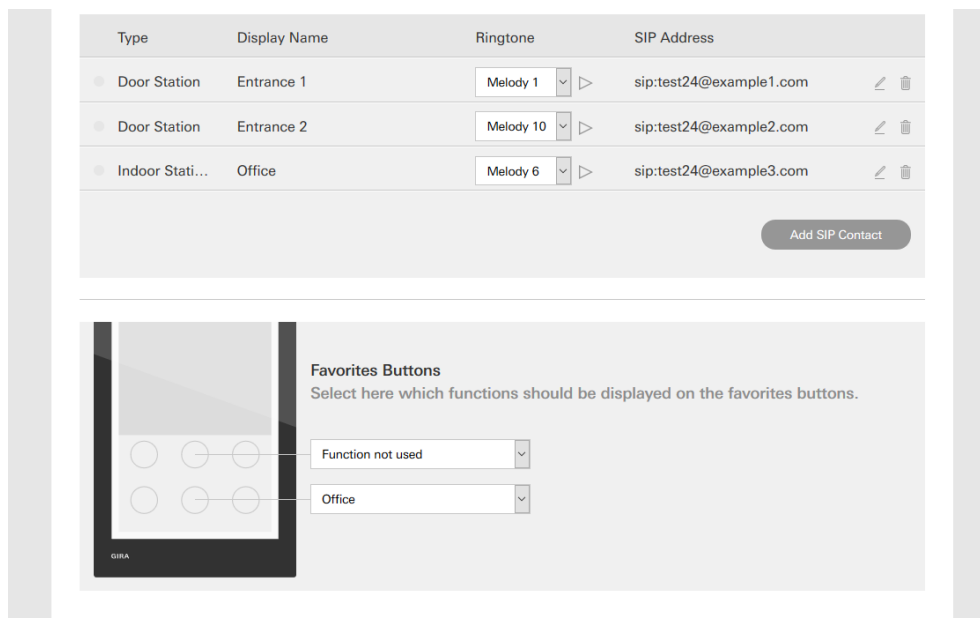 Type Display Name Ringtone SIP Address
Door Station Entrance 1 Melody 1 sip:test24@example1.com
Door Station Entrance 2 Melody 10 sip:test24@example2.com
Indoor Stati... Office Melody 6 sip:test24@example3.com
Add SIP Contact
Favorites Buttons
Select here which functions should be displayed on the favorites buttons.
Function not used
Office
GIRA